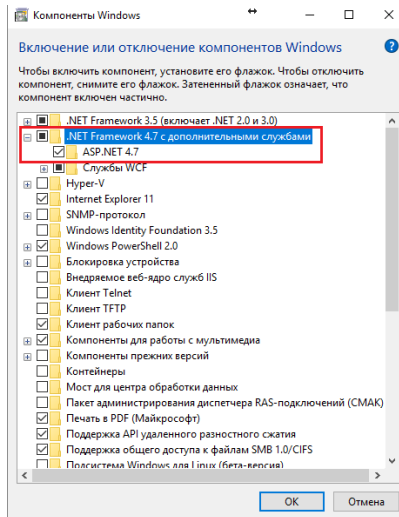 Компоненты Windows
Включение или отключение компонентов Windows
?
Чтобы включить компонент, установите его флажок. Чтобы отключить
компонент, снимите его флажок. Затененный флажок означает, что
компонент включен частично.
.NET Framework 3.5 (включает .NET 2.0 и 3.0)
.NET Framework 4.7 с дополнительными службами
ASP.NET 4.7
Службы WCF
Hyper-V
Internet Explorer 11
SNMP-протокол
Windows Identity Foundation 3.5
Windows PowerShell 2.0
Блокировка устройства
Внедряемое веб-ядро служб IIS
Клиент Telnet
Клиент TFTP
Клиент рабочих папок
Компоненты для работы с мультимедиа
Компоненты прежних версий
Контейнеры
Мост для центра обработки данных
Пакет администрирования диспетчера RAS-подключений (CMAK)
Печать в PDF (Майкрософт)
Поддержка API удаленного разностного сжатия
Поддержка общего доступа к файлам SMB 1.0/CIFS
Подсистема Windows для Linux (бета-версия)
OK
Отмена